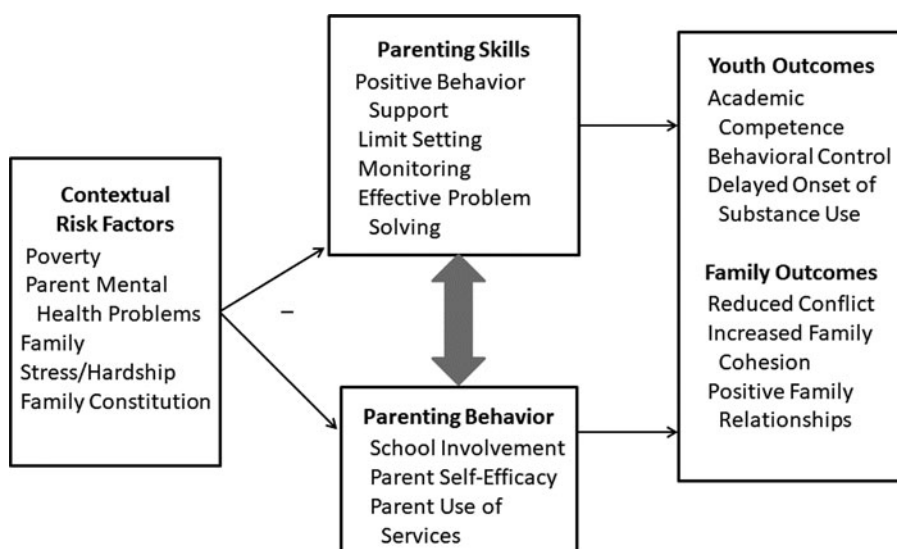 Contextual
Risk Factors
Poverty
Parent Mental
Health Problems
Family
Stress/Hardship
Family Constitution
–
Parenting Skills
Positive Behavior
Support
Limit Setting
Monitoring
Effective Problem
Solving
Parenting Behavior
School Involvement
Parent Self-Efficacy
Parent Use of
Services
Youth Outcomes
Academic
Competence
Behavioral Control
Delayed Onset of
Substance Use
Family Outcomes
Reduced Conflict
Increased Family
Cohesion
Positive Family
Relationships